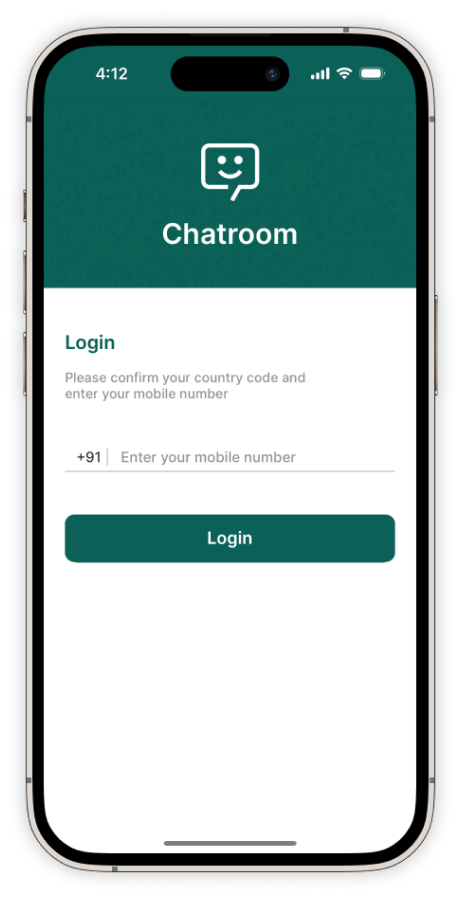 4:12
Chatroom
Login
Please confirm your country code and
enter your mobile number
+91 Enter your mobile number
Login